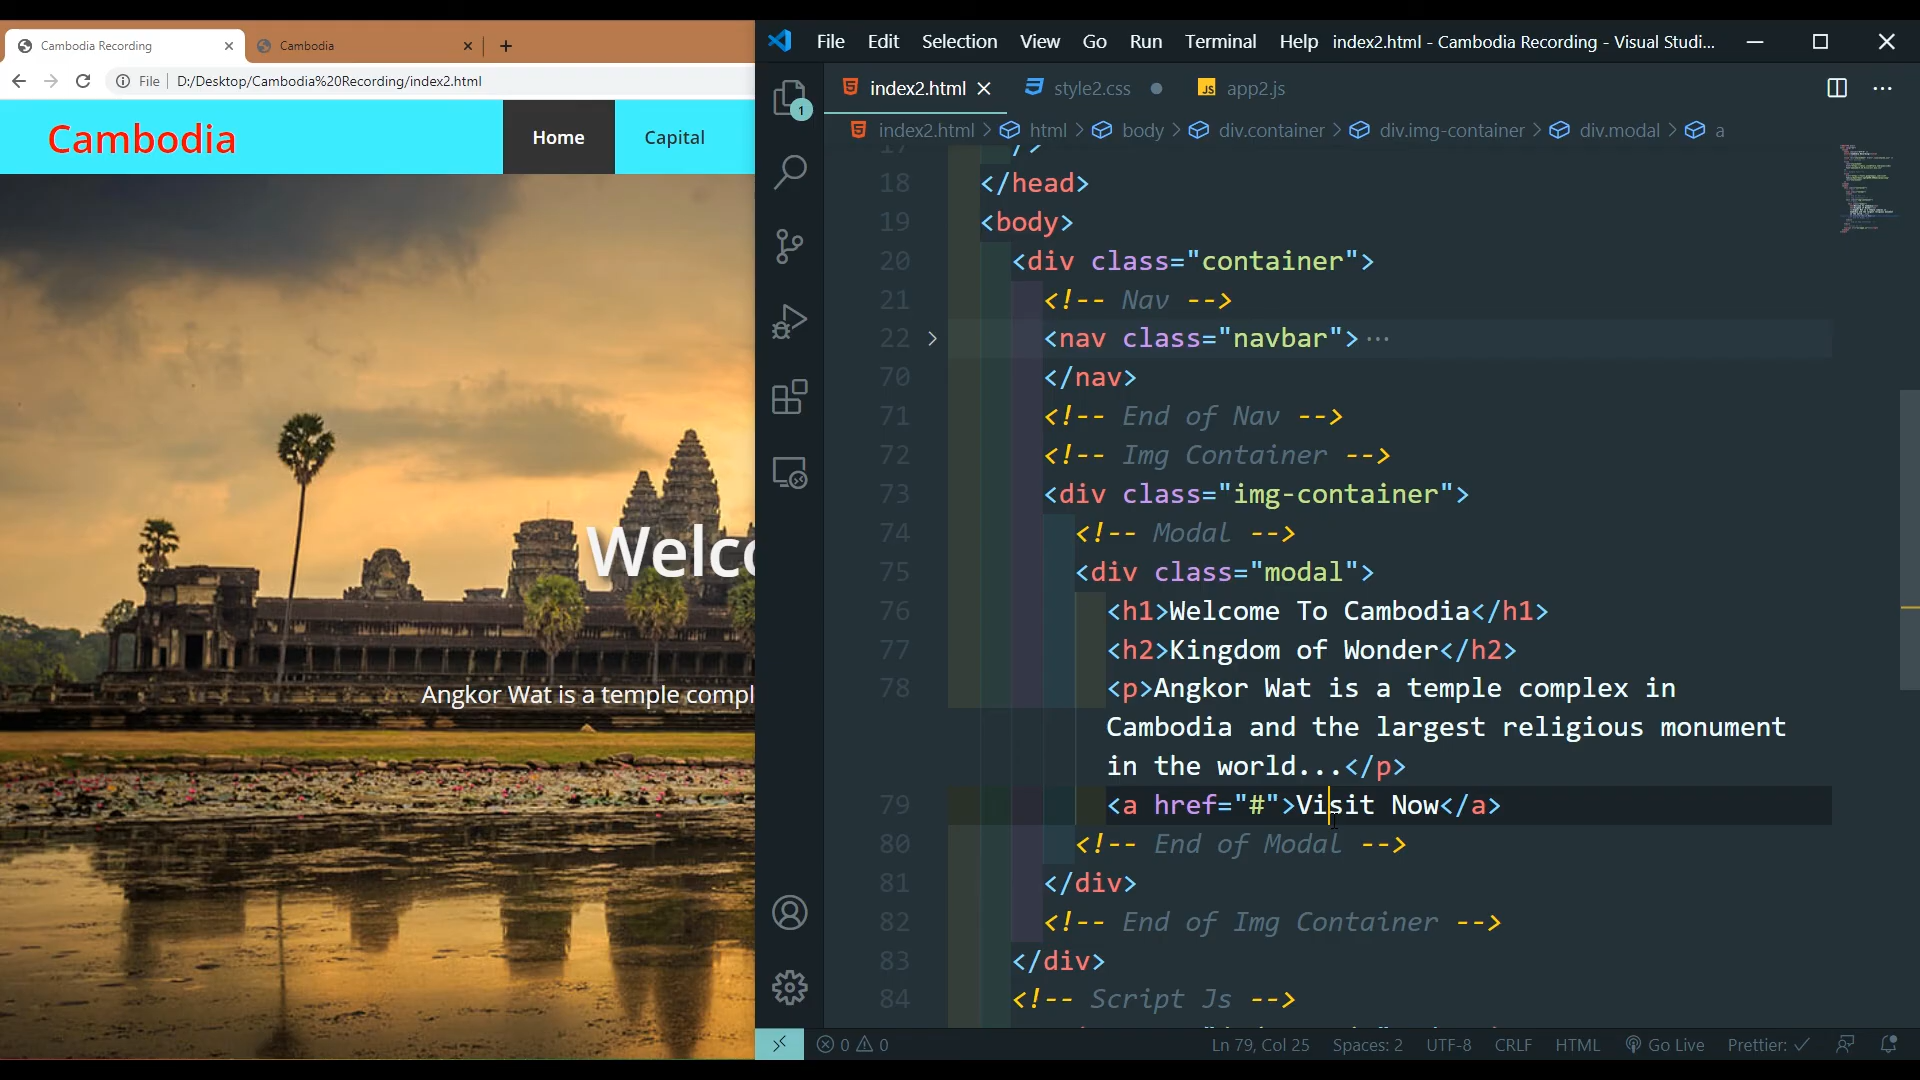 Cambodia Recording
Cambodia
File
D:/Desktop/Cambodia%20Recording/index2.html
Cambodia
Home
Capital
Welco
Angkor Wat is a temple compl
File Edit Selection View Go Run Terminal Help
index2.html - Cambodia Recording - Visual Studi...
1
index2.html
style2.css
JS app2.js
index2.html > html > body > div.container > div.img-container > div.modal > a
17 />
18 </head>
19 <body>
20 <div class="container">
21 <!-- Nav -->
22 <nav class="navbar">...
70 </nav>
71 <!-- End of Nav -->
72 <!-- Img Container -->
73 <div class="img-container">
74 <!-- Modal -->
75 <div class="modal">
76 <h1>Welcome To Cambodia</h1>
77 <h2>Kingdom of Wonder</h2>
78 <p>Angkor Wat is a temple complex in
Cambodia and the largest religious monument
in the world...</p>
79 <a href="#">Visit Now</a>
80 <!-- End of Modal -->
81 </div>
82 <!-- End of Img Container -->
83 </div>
84 <!-- Script Js -->
0 0
Ln 79, Col 25 Spaces: 2 UTF-8 CRLF HTML Go Live Prettier: ✓